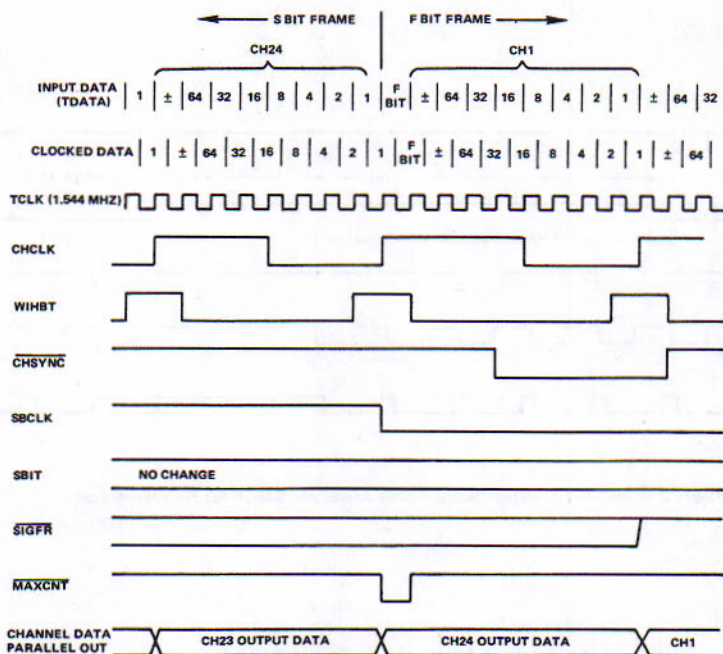 S BIT FRAME F BIT FRAME
CH24 CH1
INPUT DATA (TDATA) 1 ± 64 32 16 8 4 2 1 F BIT ± 64 32 16 8 4 2 1 ± 64 32
CLOCKED DATA 1 ± 64 32 16 8 4 2 1 F BIT ± 64 32 16 8 4 2 1 ± 64
TCLK (1.544 MHZ)
CHCLK
WIHBT
CHSYNC
SBCLK
SBIT NO CHANGE
SIGFR
MAXCNT
CHANNEL DATA PARALLEL OUT CH23 OUTPUT DATA CH24 OUTPUT DATA CH1